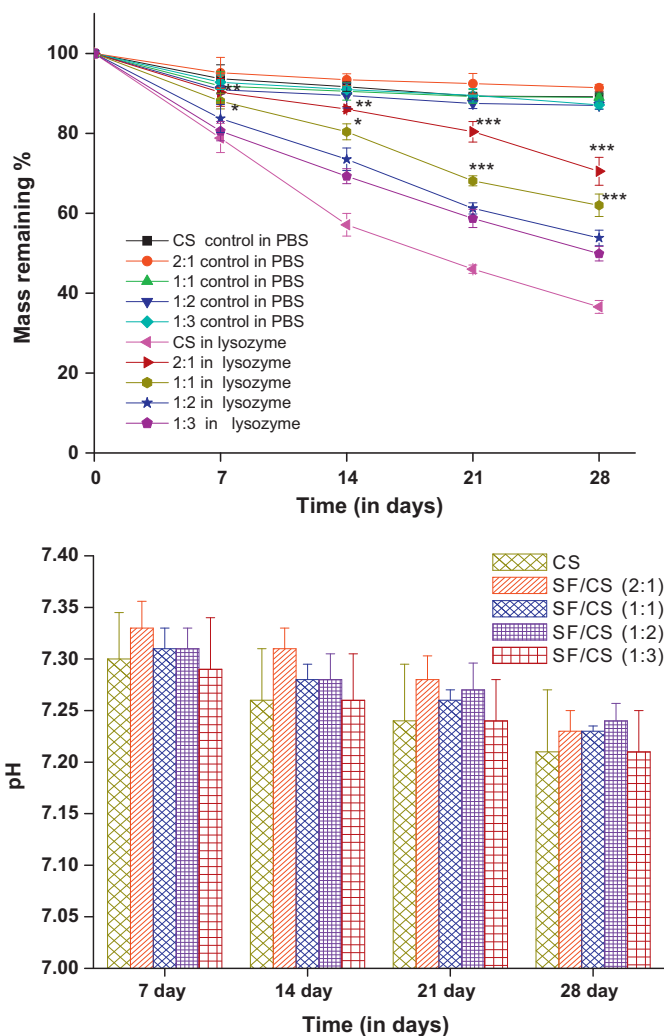 100
80
60
40
20
0
Mass remaining %
**
*
**
*
***
***
***
***
CS control in PBS
2:1 control in PBS
1:1 control in PBS
1:2 control in PBS
1:3 control in PBS
CS in lysozyme
2:1 in lysozyme
1:1 in lysozyme
1:2 in lysozyme
1:3 in lysozyme
0 7 14 21 28
Time (in days)
7.40
7.35
7.30
7.25
7.20
7.15
7.10
7.05
7.00
pH
CS
SF/CS (2:1)
SF/CS (1:1)
SF/CS (1:2)
SF/CS (1:3)
7 day 14 day 21 day 28 day
Time (in days)